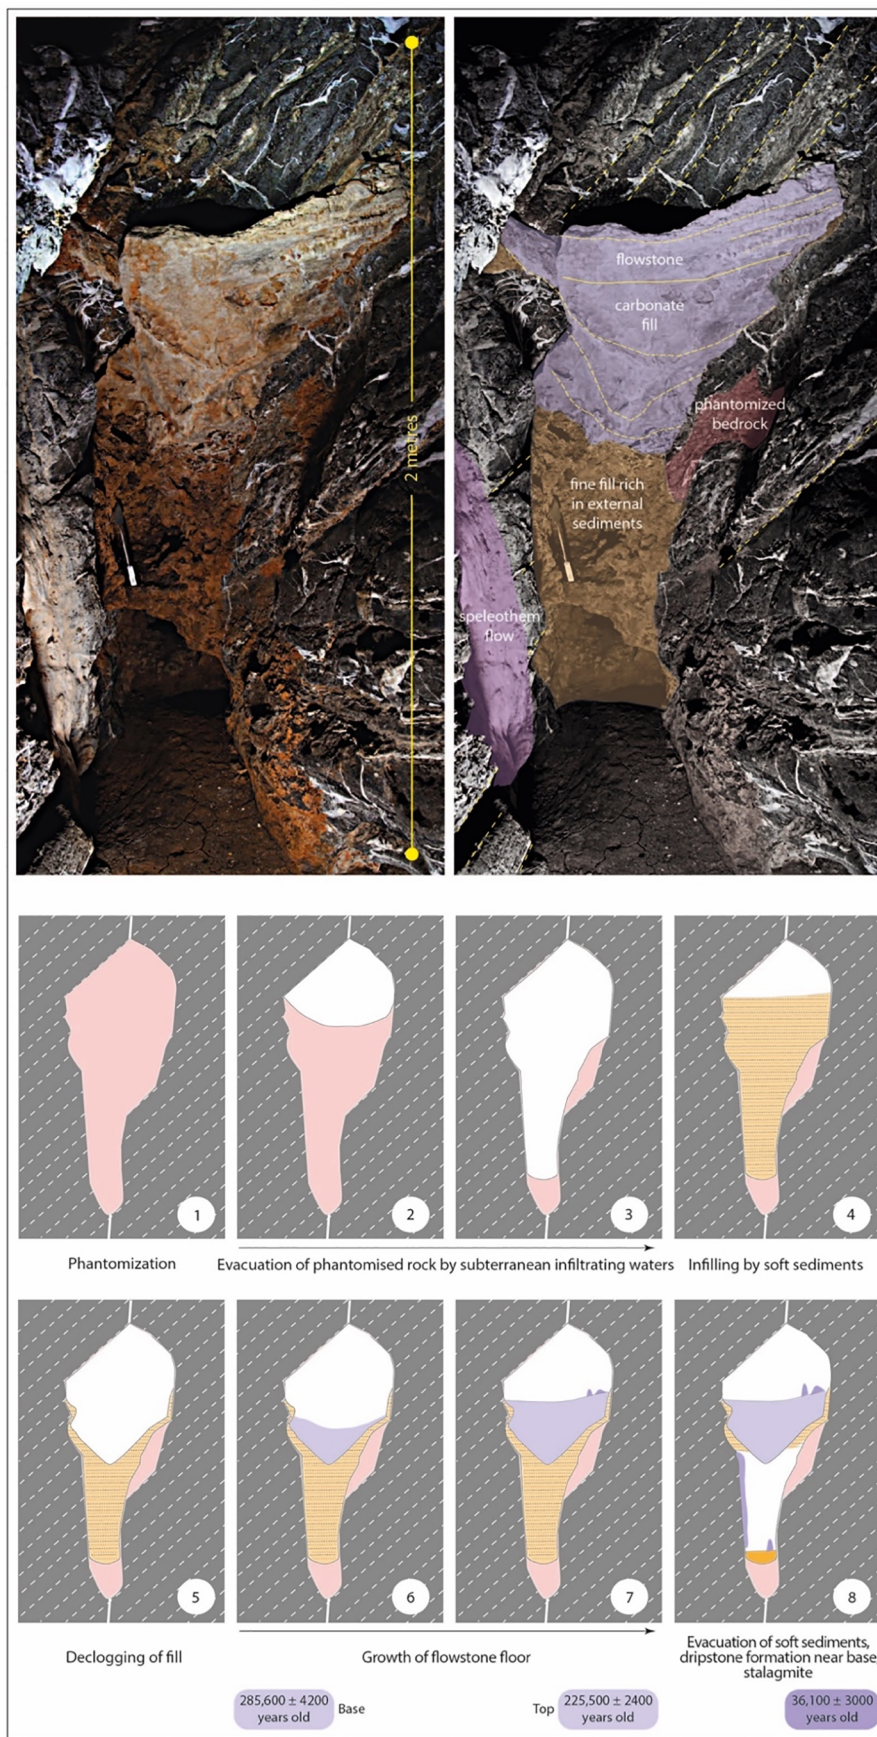 2 metres
flowstone
carbonate
fill
phantomized
bedrock
fine fill rich
in external
sediments
speleothem
flow
1
2
3
4
Phantomization
Evacuation of phantomised rock by subterranean infiltrating waters
Infilling by soft sediments
5
6
7
8
Declogging of fill
Growth of flowstone floor
Evacuation of soft sediments,
dripstone formation near base
stalagmite
285,600 ± 4200
years old
Base
Top
225,500 ± 2400
years old
36,100 ± 3000
years old